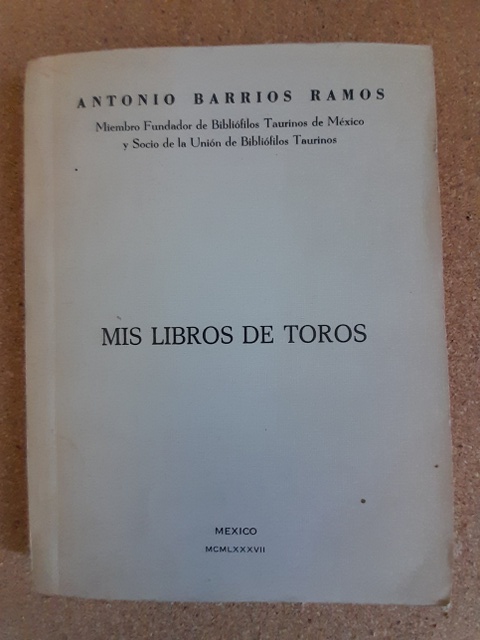 ANTONIO BARRIOS RAMOS
Miembro Fundador de Bibliófilos Taurinos de México
y Socio de la Unión de Bibliófilos Taurinos
MIS LIBROS DE TOROS
MEXICO
MCMLXXXVII